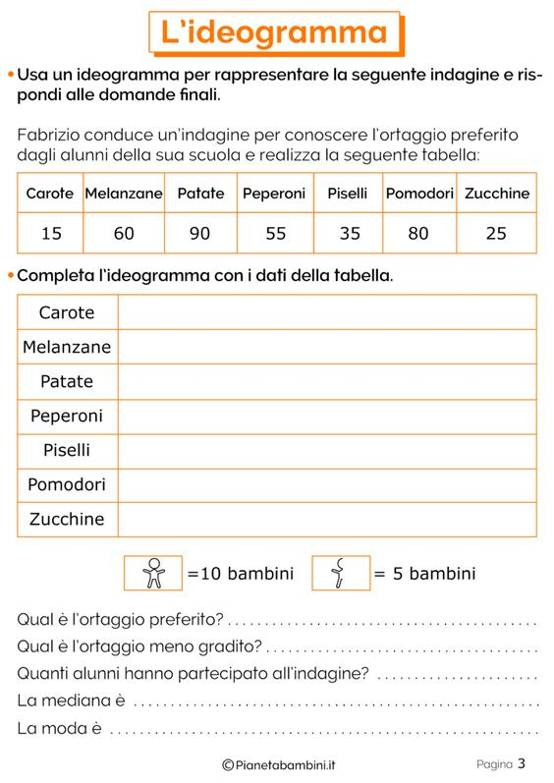 L'ideogramma
• Usa un ideogramma per rappresentare la seguente indagine e ris-
pondi alle domande finali.
Fabrizio conduce un'indagine per conoscere l'ortaggio preferito
dagli alunni della sua scuola e realizza la seguente tabella:
Carote Melanzane Patate Peperoni Piselli Pomodori Zucchine
15 60 90 55 35 80 25
• Completa l'ideogramma con i dati della tabella.
Carote
Melanzane
Patate
Peperoni
Piselli
Pomodori
Zucchine
=10 bambini = 5 bambini
Qual è l'ortaggio preferito? . . . . . . . . . . . . . . . . . . . . . . . . . . . . . . . . . .
Qual è l'ortaggio meno gradito? . . . . . . . . . . . . . . . . . . . . . . . . . . . . . .
Quanti alunni hanno partecipato all'indagine? . . . . . . . . . . . . . . . . . .
La mediana è . . . . . . . . . . . . . . . . . . . . . . . . . . . . . . . . . . . . . . . . . . . . .
La moda è . . . . . . . . . . . . . . . . . . . . . . . . . . . . . . . . . . . . . . . . . . . . . . . .
©Pianetabambini.it Pagina 3